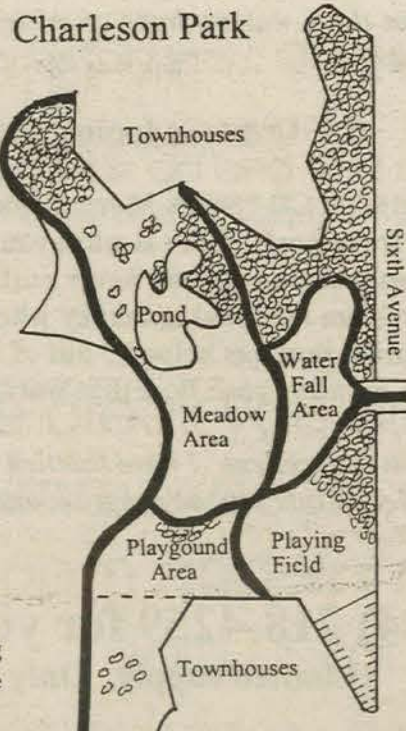 Charleson Park
Townhouses
Sixth Avenue
Pond
Water
Fall
Area
Meadow
Area
Playgound
Area
Playing
Field
Townhouses